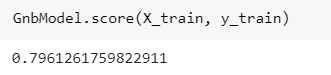 GnbModel.score(X_train, y_train)
0.7961261759822911